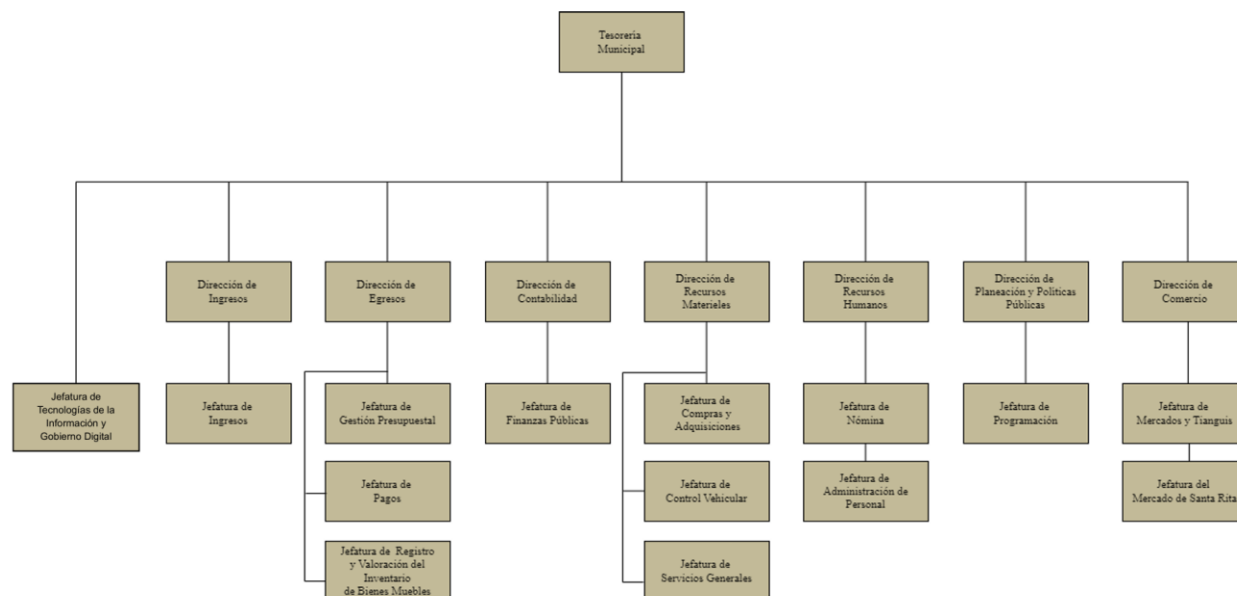 Tesorería
Municipal
Dirección de
Ingresos
Dirección de
Egresos
Dirección de
Contabilidad
Dirección de
Recursos
Materieles
Dirección de
Recursos
Humanos
Dirección de
Planeación y Políticas
Públicas
Dirección de
Comercio
Jefatura de
Tecnologías de la
Información y
Gobierno Digital
Jefatura de
Ingresos
Jefatura de
Gestión Presupuestal
Jefatura de
Finanzas Públicas
Jefatura de
Compras y
Adquisiciones
Jefatura de
Nómina
Jefatura de
Programación
Jefatura de
Mercados y Tianguis
Jefatura de
Pagos
Jefatura de
Control Vehicular
Jefatura de
Administración de
Personal
Jefatura del
Mercado de Santa Rita
Jefatura de Registro
y Valoración del
Inventario
de Bienes Muebles
Jefatura de
Servicios Generales